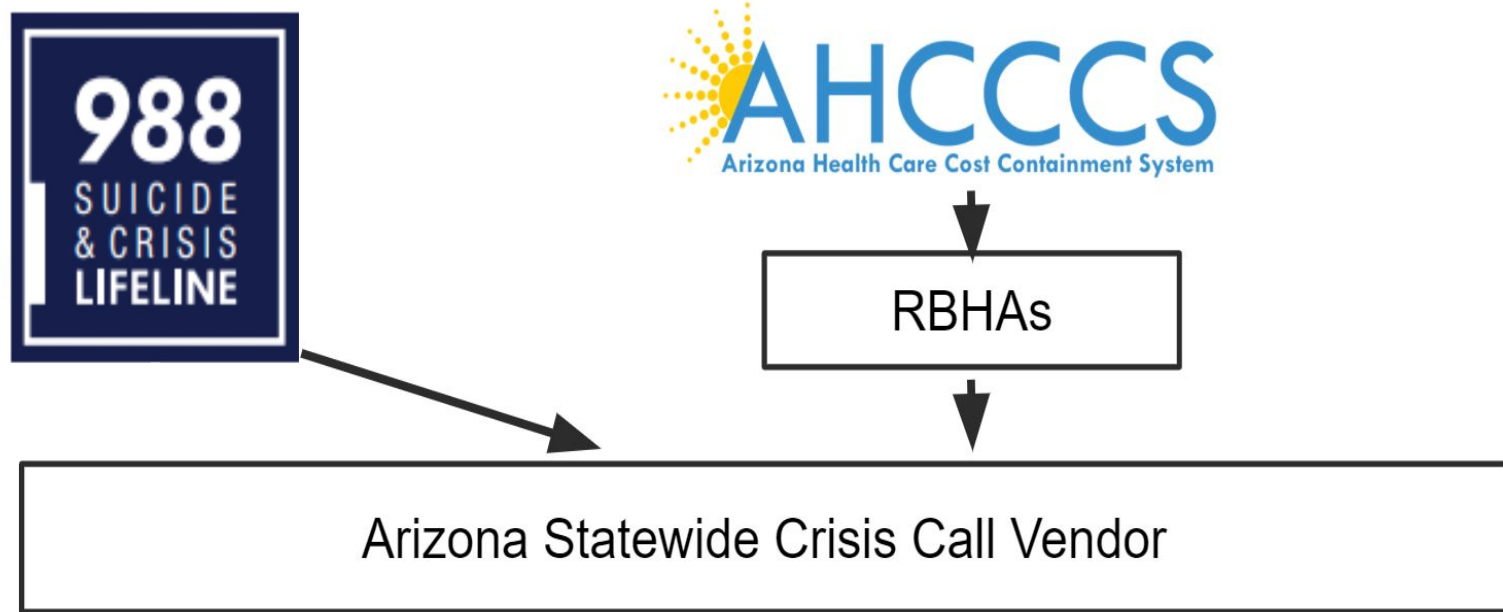 988
SUICIDE
& CRISIS
LIFELINE
AHCCCS
Arizona Health Care Cost Containment System
RBHAs
Arizona Statewide Crisis Call Vendor